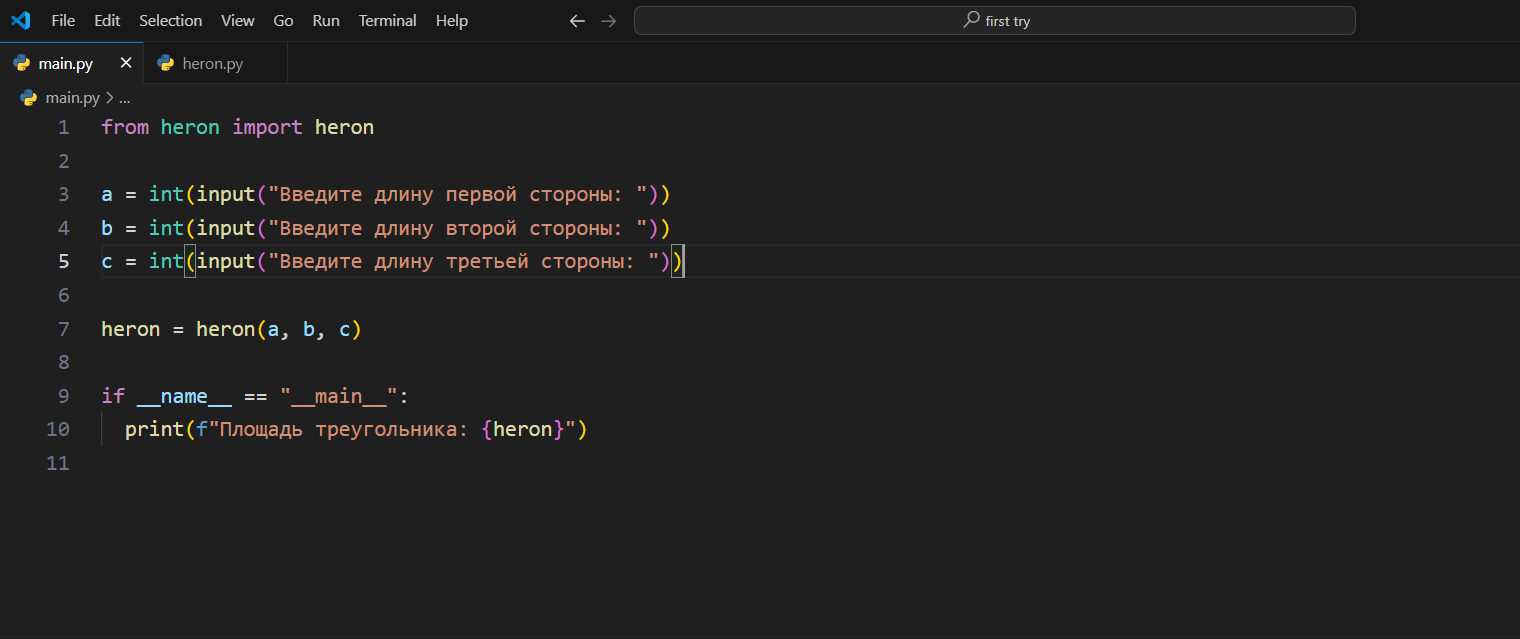 File Edit Selection View Go Run Terminal Help first try
main.py heron.py
main.py > ...
1 from heron import heron
2
3 a = int(input("Введите длину первой стороны: "))
4 b = int(input("Введите длину второй стороны: "))
5 c = int(input("Введите длину третьей стороны: "))
6
7 heron = heron(a, b, c)
8
9 if __name__ == "__main__":
10   print(f"Площадь треугольника: {heron}")
11